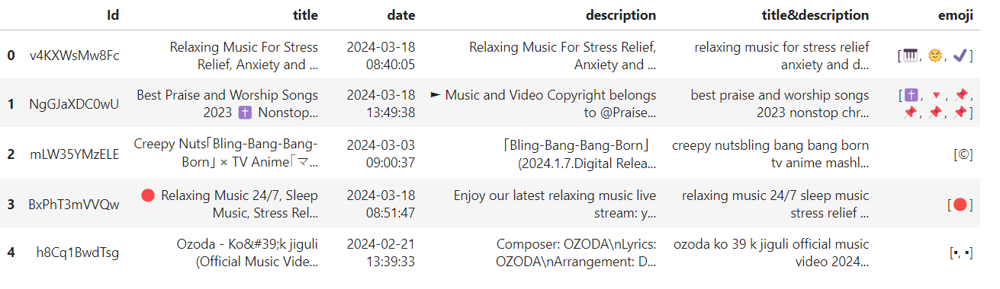 Id title date description title&description emoji
0 v4KXWsMw8Fc Relaxing Music For Stress Relief, Anxiety and ... 2024-03-18 08:40:05 Relaxing Music For Stress Relief, Anxiety and ... relaxing music for stress relief anxiety and d... [🎹, 🌞, ✔]
1 NgGJaXDC0wU Best Praise and Worship Songs 2023 ✝️ Nonstop... 2024-03-18 13:49:38 ► Music and Video Copyright belongs to @Praise... best praise and worship songs 2023 nonstop chr... [✝️, 🔻, 📌, 📌, 📌, 📌]
2 mLW35YMzELE Creepy Nuts「Bling-Bang-Bang-Born」 × TV Anime「マ... 2024-03-03 09:00:37 「Bling-Bang-Bang-Born」 (2024.1.7.Digital Relea... creepy nutsbling bang bang born tv anime mashl... [©]
3 BxPhT3mVVQw 🔴 Relaxing Music 24/7, Sleep Music, Stress Rel... 2024-03-18 08:51:47 Enjoy our latest relaxing music live stream: y... relaxing music 24/7 sleep music stress relief ... [🔴]
4 h8Cq1BwdTsg Ozoda - Ko&#39;k jiguli (Official Music Vide... 2024-02-21 13:39:33 Composer: OZODA\nLyrics: OZODA\nArrangement: D... ozoda ko 39 k jiguli official music video 2024... [▪, ▪]